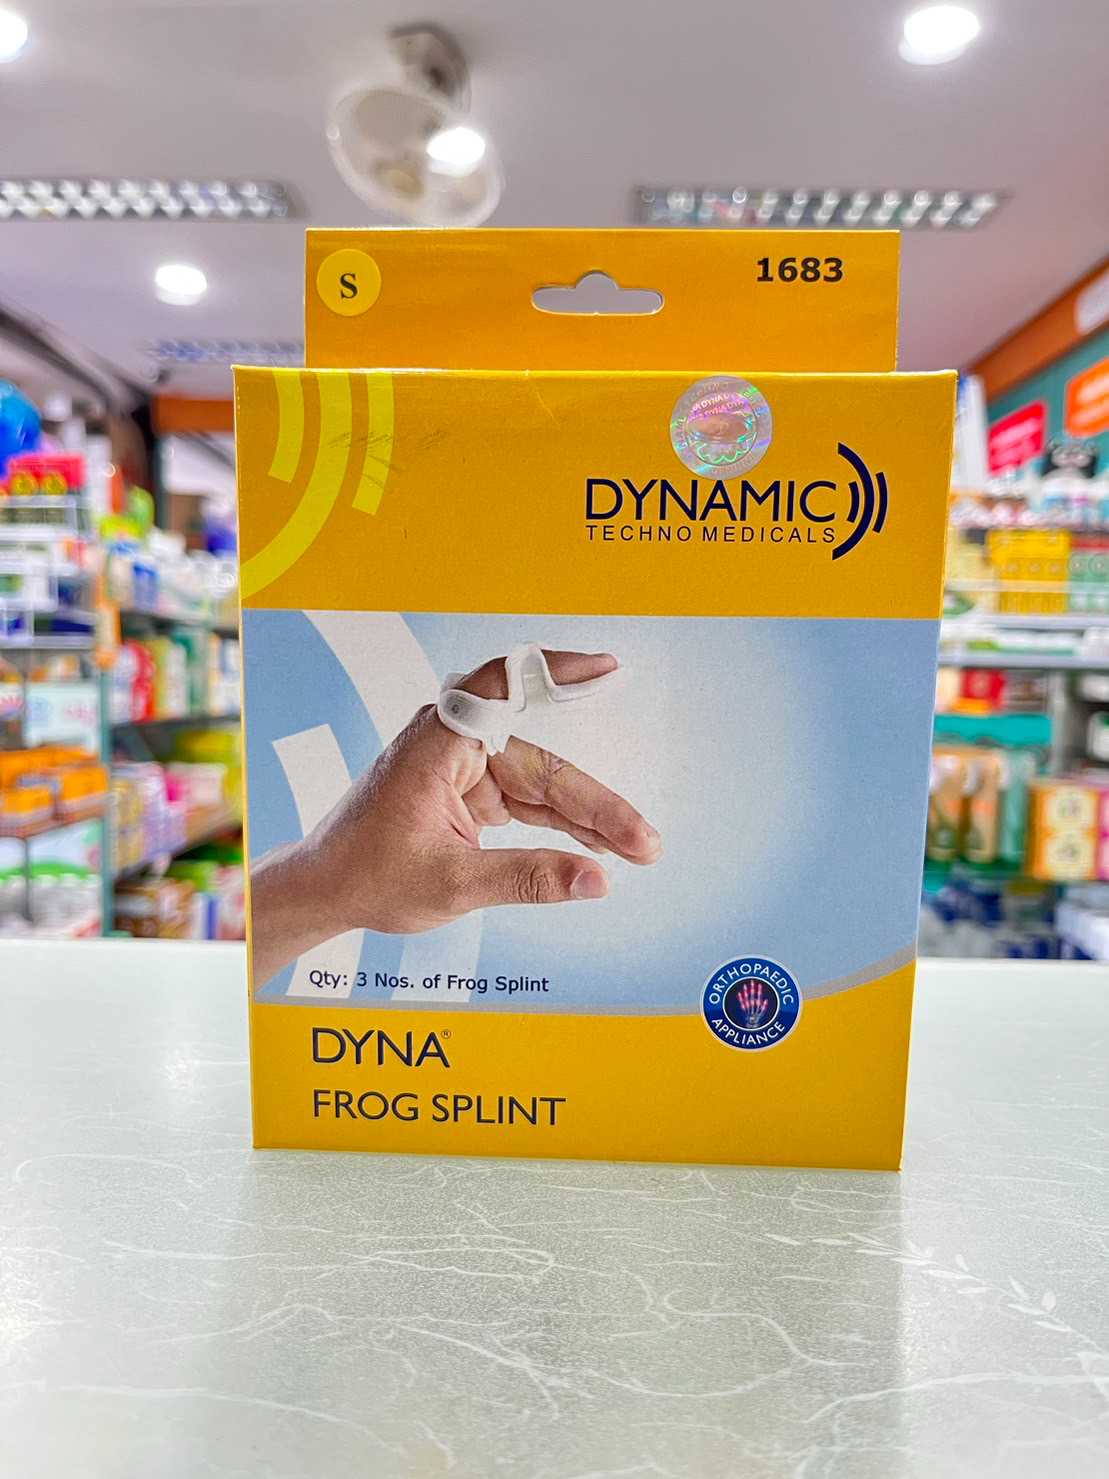 S
1683
DYNAMIC
TECHNO MEDICALS
Qty: 3 Nos. of Frog Splint
ORTHOPAEDIC
APPLIANCE
DYNA®
FROG SPLINT